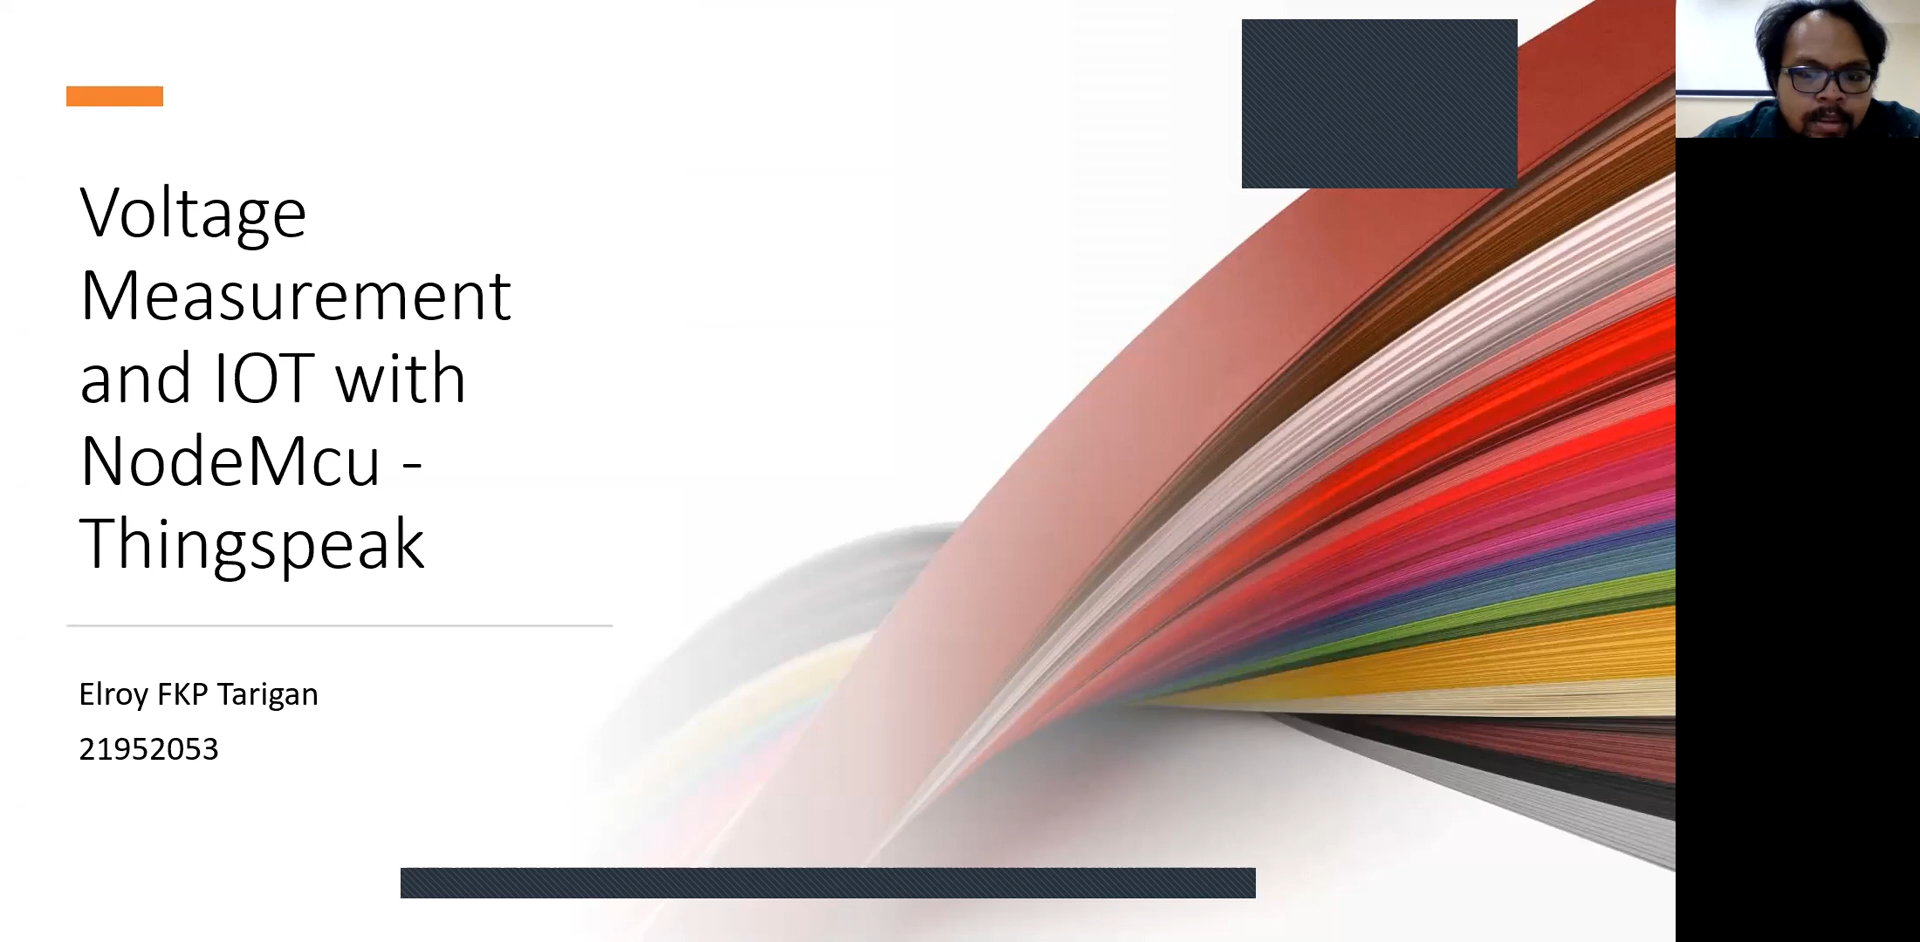 Voltage
Measurement
and IOT with
NodeMcu -
Thingspeak
Elroy FKP Tarigan
21952053